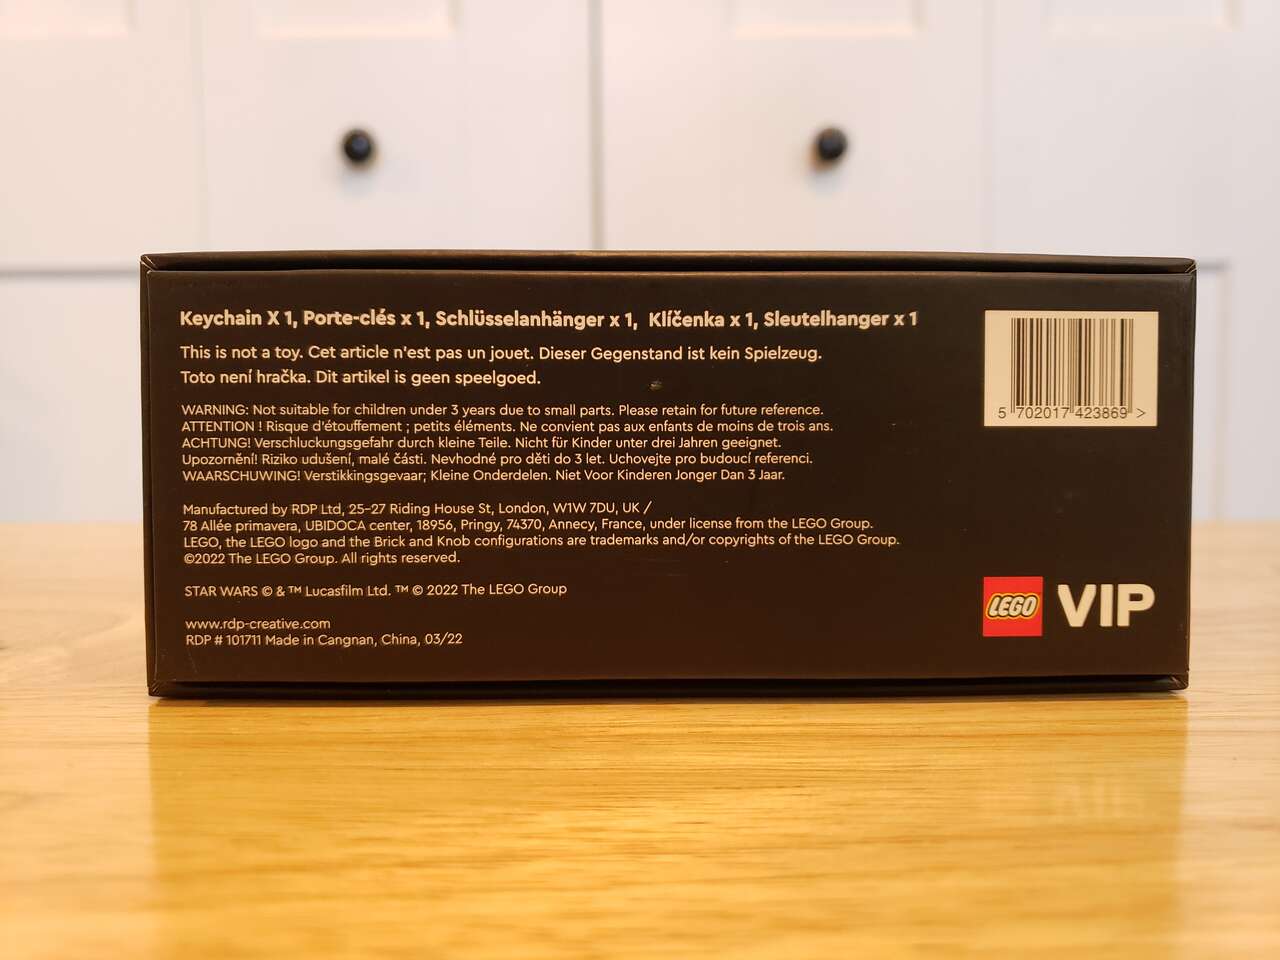 Keychain X 1, Porte-clés x 1, Schlüsselanhänger x 1, Klíčenka x 1, Sleutelhanger x 1
This is not a toy. Cet article n'est pas un jouet. Dieser Gegenstand ist kein Spielzeug.
Toto není hračka. Dit artikel is geen speelgoed.
WARNING: Not suitable for children under 3 years due to small parts. Please retain for future reference.
ATTENTION ! Risque d'étouffement ; petits éléments. Ne convient pas aux enfants de moins de trois ans.
ACHTUNG! Verschluckungsgefahr durch kleine Teile. Nicht für Kinder unter drei Jahren geeignet.
Upozornění! Riziko udušení, malé části. Nevhodné pro děti do 3 let. Uchovejte pro budoucí referenci.
WAARSCHUWING! Verstikkingsgevaar; Kleine Onderdelen. Niet Voor Kinderen Jonger Dan 3 Jaar.
Manufactured by RDP Ltd, 25-27 Riding House St, London, W1W 7DU, UK /
78 Allée primavera, UBIDOCA center, 18956, Pringy, 74370, Annecy, France, under license from the LEGO Group.
LEGO, the LEGO logo and the Brick and Knob configurations are trademarks and/or copyrights of the LEGO Group.
©2022 The LEGO Group. All rights reserved.
STAR WARS © & ™ Lucasfilm Ltd. ™ © 2022 The LEGO Group
www.rdp-creative.com
RDP # 101711 Made in Cangnan, China, 03/22
5 702017 423869 >
LEGO VIP